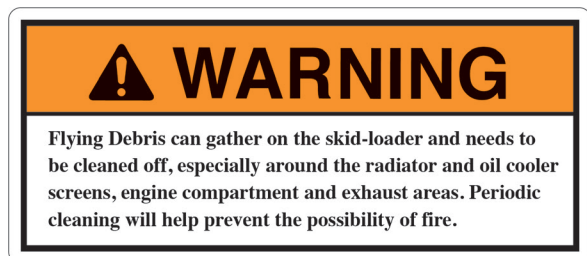 WARNING
Flying Debris can gather on the skid-loader and needs to
be cleaned off, especially around the radiator and oil cooler
screens, engine compartment and exhaust areas. Periodic
cleaning will help prevent the possibility of fire.